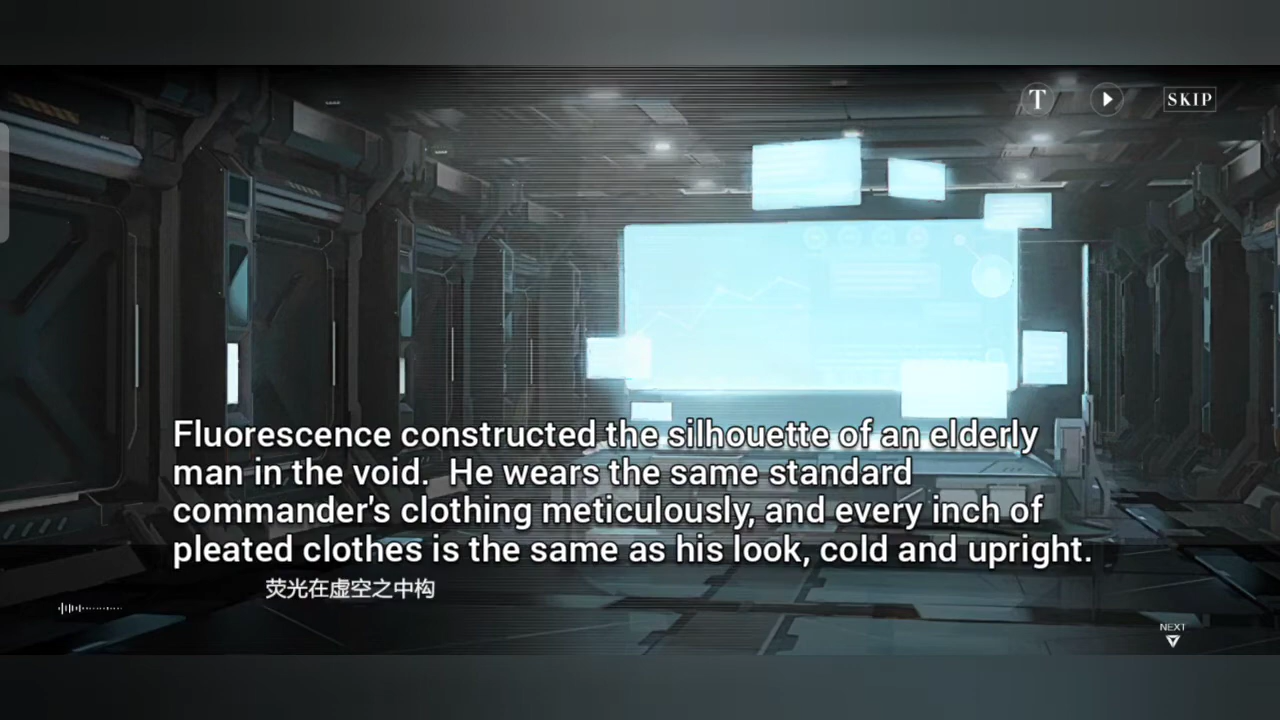 T
SKIP
Fluorescence constructed the silhouette of an elderly
man in the void. He wears the same standard
commander's clothing meticulously, and every inch of
pleated clothes is the same as his look, cold and upright.
荧光在虚空之中构
NEXT